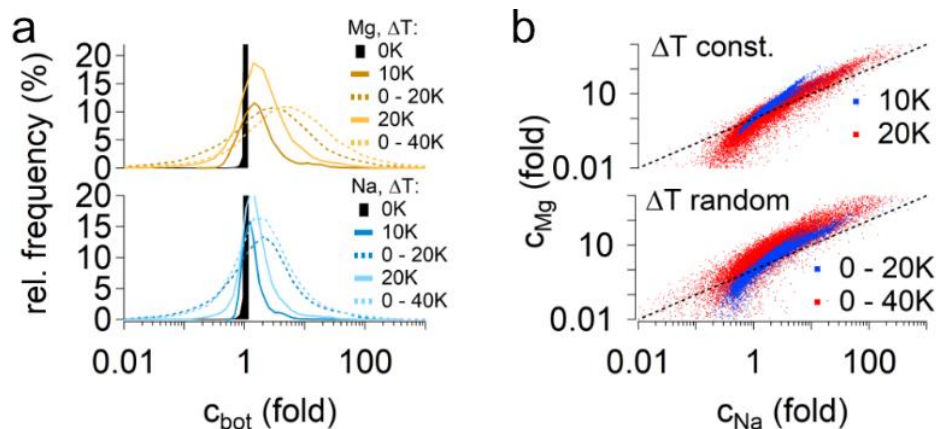 a
rel. frequency (%)
20
15
10
5
0
Mg, ΔT:
0K
10K
0 - 20K
20K
0 - 40K
20
15
10
5
0
Na, ΔT:
0K
10K
0 - 20K
20K
0 - 40K
0.01
1
100
c_bot (fold)
b
c_Mg (fold)
ΔT const.
10
0.01
10K
20K
ΔT random
10
0.01
0 - 20K
0 - 40K
0.01
1
100
c_Na (fold)